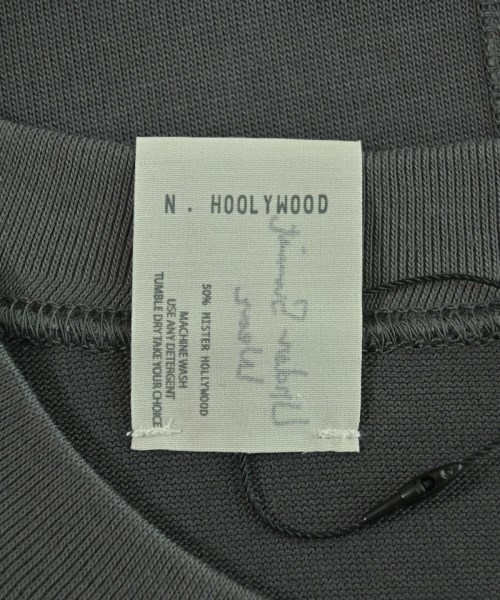 N. HOOLYWOOD
50% MISTER HOLLYWOOD
MACHINE WASH
USE ANY DETERGENT
TUMBLE DRY TAKE YOUR CHOICE